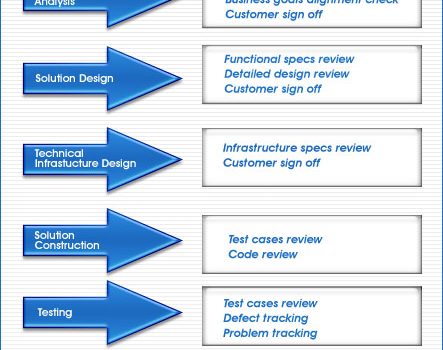 Analysis
Business goals alignment check
Customer sign off
Solution Design
Functional specs review
Detailed design review
Customer sign off
Technical
Infrastucture Design
Infrastructure specs review
Customer sign off
Solution
Construction
Test cases review
Code review
Testing
Test cases review
Defect tracking
Problem tracking